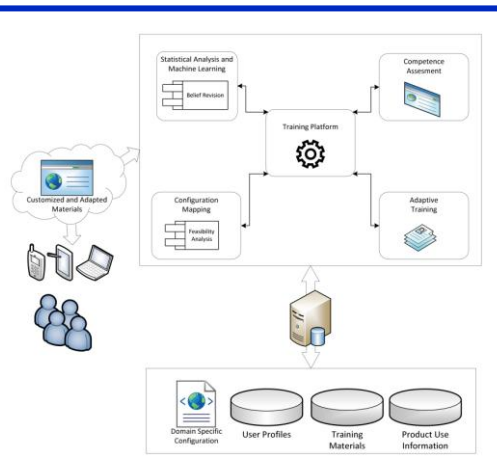 Statistical Analysis and
Machine Learning
Belief Revision
Competence
Assesment
Training Platform
Customized and Adapted
Materials
Configuration
Mapping
Feasibility
Analysis
Adaptive
Training
Domain Specific
Configuration
User Profiles
Training
Materials
Product Use
Information